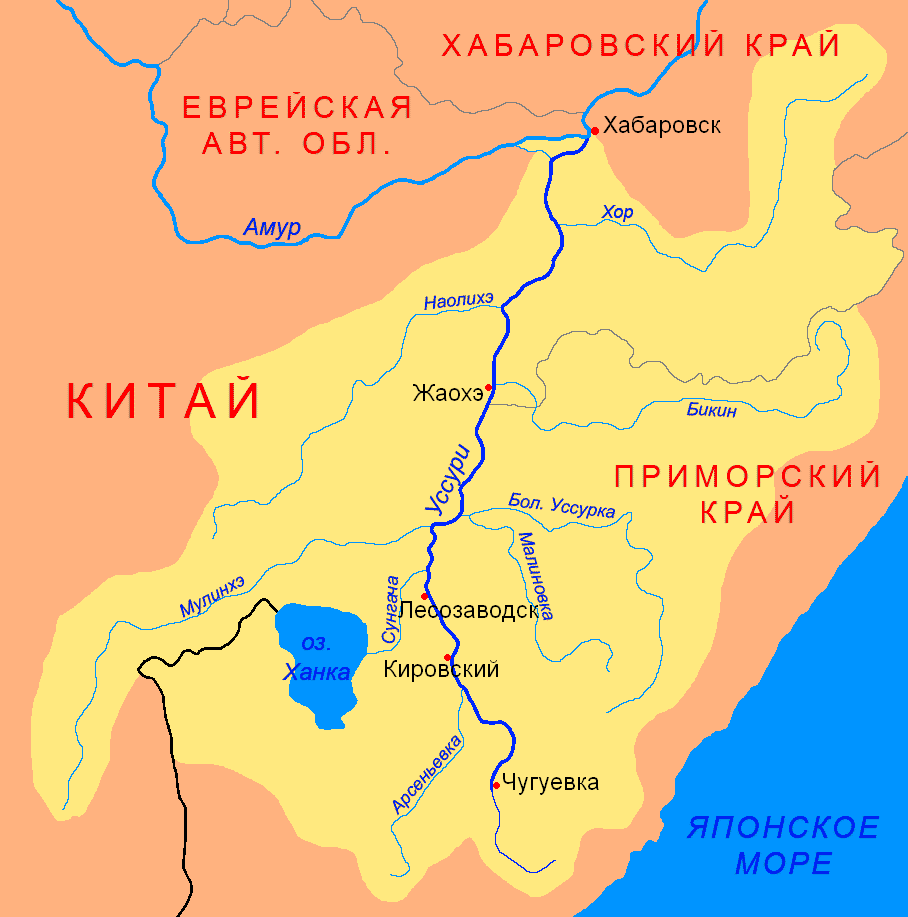 ХАБАРОВСКИЙ КРАЙ
ЕВРЕЙСКАЯ
АВТ. ОБЛ.
Хабаровск
Амур
Хор
Наолихэ
КИТАЙ
Жаохэ
Бикин
Уссури
ПРИМОРСКИЙ
КРАЙ
Бол. Уссурка
Малиновка
Мулинхэ
Сунгача
Лесозаводск
оз.
Ханка
Кировский
Арсеньевка
Чугуевка
ЯПОНСКОЕ
МОРЕ